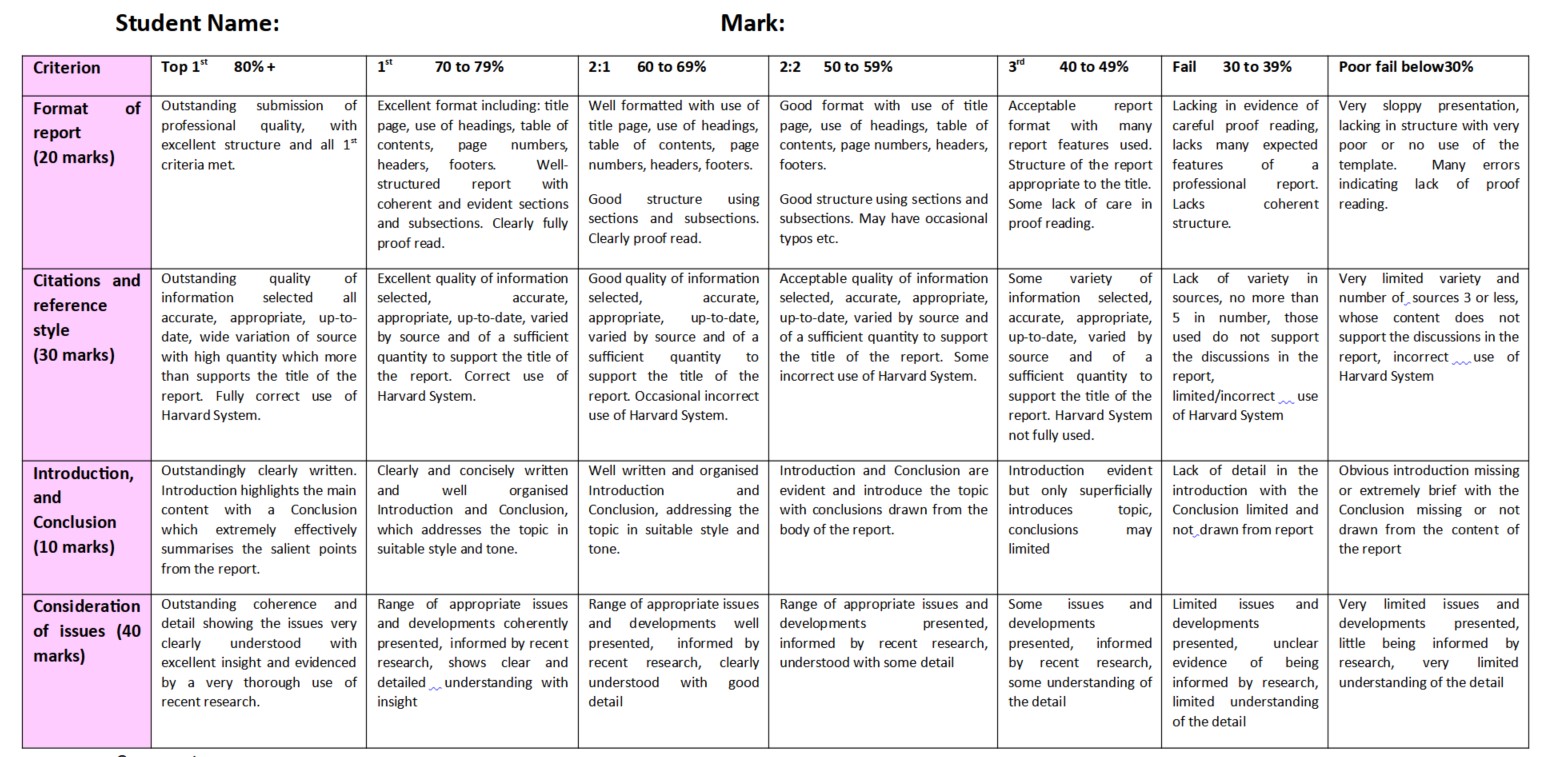 Student Name:
Mark:
Criterion
Top 1st 80% +
1st 70 to 79%
2:1 60 to 69%
2:2 50 to 59%
3rd 40 to 49%
Fail 30 to 39%
Poor fail below30%
Format of
report
(20 marks)
Outstanding submission of
professional quality, with
excellent structure and all 1st
criteria met.
Excellent format including: title
page, use of headings, table of
contents, page numbers,
headers, footers. Well-
structured report with
coherent and evident sections
and subsections. Clearly fully
proof read.
Well formatted with use of
title page, use of headings,
table of contents, page
numbers, headers, footers.
Good structure using
sections and subsections.
Clearly proof read.
Good format with use of title
page, use of headings, table of
contents, page numbers, headers,
footers.
Good structure using sections and
subsections. May have occasional
typos etc.
Acceptable report
format with many
report features used.
Structure of the report
appropriate to the title.
Some lack of care in
proof reading.
Lacking in evidence of
careful proof reading,
lacks many expected
features of a
professional report.
Lacks coherent
structure.
Very sloppy presentation,
lacking in structure with very
poor or no use of the
template. Many errors
indicating lack of proof
reading.
Citations and
reference
style
(30 marks)
Outstanding quality of
information selected all
accurate, appropriate, up-to-
date, wide variation of source
with high quantity which more
than supports the title of the
report. Fully correct use of
Harvard System.
Excellent quality of information
selected, accurate,
appropriate, up-to-date, varied
by source and of a sufficient
quantity to support the title of
the report. Correct use of
Harvard System.
Good quality of information
selected, accurate,
appropriate, up-to-date,
varied by source and of a
sufficient quantity to
support the title of the
report. Occasional incorrect
use of Harvard System.
Acceptable quality of information
selected, accurate, appropriate,
up-to-date, varied by source and
of a sufficient quantity to support
the title of the report. Some
incorrect use of Harvard System.
Some variety of
information selected,
accurate, appropriate,
up-to-date, varied by
source and of a
sufficient quantity to
support the title of the
report. Harvard System
not fully used.
Lack of variety in
sources, no more than
5 in number, those
used do not support
the discussions in the
report,
limited/incorrect use
of Harvard System
Very limited variety and
number of sources 3 or less,
whose content does not
support the discussions in the
report, incorrect use of
Harvard System
Introduction,
and
Conclusion
(10 marks)
Outstandingly clearly written.
Introduction highlights the main
content with a Conclusion
which extremely effectively
summarises the salient points
from the report.
Clearly and concisely written
and well organised
Introduction and Conclusion,
which addresses the topic in
suitable style and tone.
Well written and organised
Introduction and
Conclusion, addressing the
topic in suitable style and
tone.
Introduction and Conclusion are
evident and introduce the topic
with conclusions drawn from the
body of the report.
Introduction evident
but only superficially
introduces topic,
conclusions may
limited
Lack of detail in the
introduction with the
Conclusion limited and
not drawn from report
Obvious introduction missing
or extremely brief with the
Conclusion missing or not
drawn from the content of
the report
Consideration
of issues (40
marks)
Outstanding coherence and
detail showing the issues very
clearly understood with
excellent insight and evidenced
by a very thorough use of
recent research.
Range of appropriate issues
and developments coherently
presented, informed by recent
research, shows clear and
detailed understanding with
insight
Range of appropriate issues
and developments well
presented, informed by
recent research, clearly
understood with good
detail
Range of appropriate issues and
developments presented,
informed by recent research,
understood with some detail
Some issues and
developments
presented, informed
by recent research,
some understanding of
the detail
Limited issues and
developments
presented, unclear
evidence of being
informed by research,
limited understanding
of the detail
Very limited issues and
developments presented,
little being informed by
research, very limited
understanding of the detail